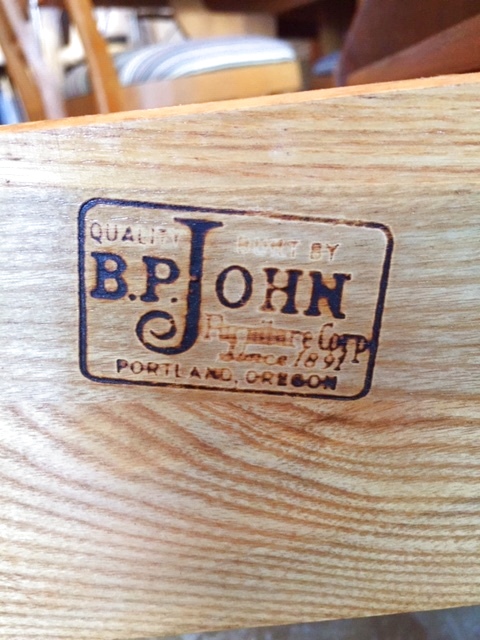 QUALITY BUILT BY
B.P. JOHN
Furniture Corp
Since 1891
PORTLAND, OREGON